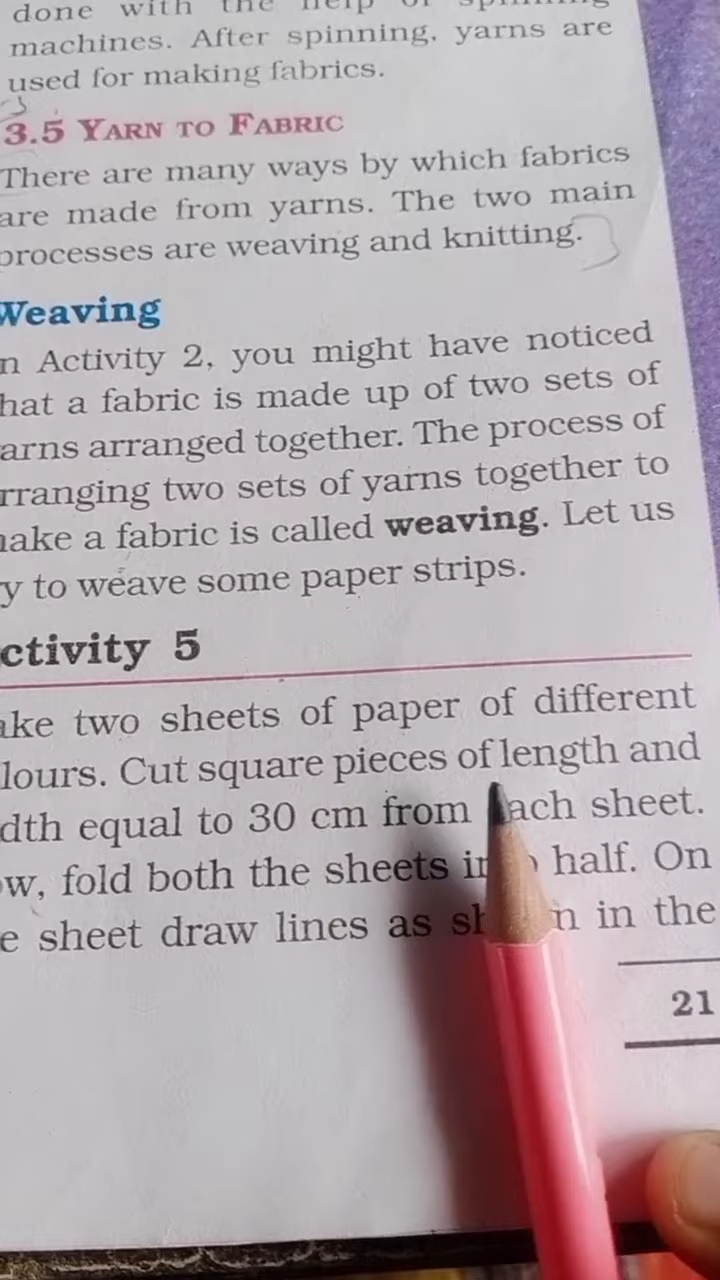 done with the help of spinning
machines. After spinning, yarns are
used for making fabrics.
3.5 YARN TO FABRIC
There are many ways by which fabrics
are made from yarns. The two main
processes are weaving and knitting.
Weaving
n Activity 2, you might have noticed
hat a fabric is made up of two sets of
arns arranged together. The process of
rranging two sets of yarns together to
ake a fabric is called weaving. Let us
y to weave some paper strips.
ctivity 5
ake two sheets of paper of different
lours. Cut square pieces of length and
dth equal to 30 cm from each sheet.
ow, fold both the sheets in half. On
e sheet draw lines as in the
21